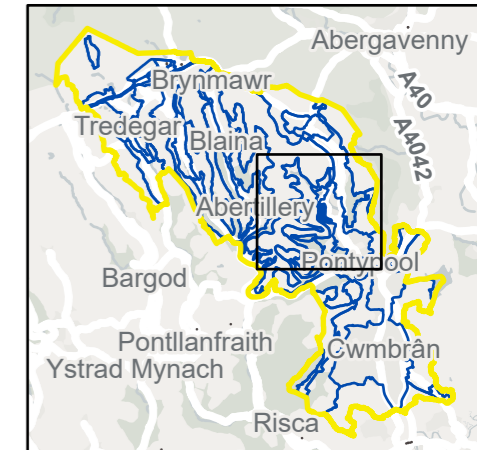 Abergavenny
Brynmawr
A40
Tredegar
Blaina
A4042
Abertillery
Pontypool
Bargod
Pontllanfraith
Cwmbrân
Ystrad Mynach
Risca